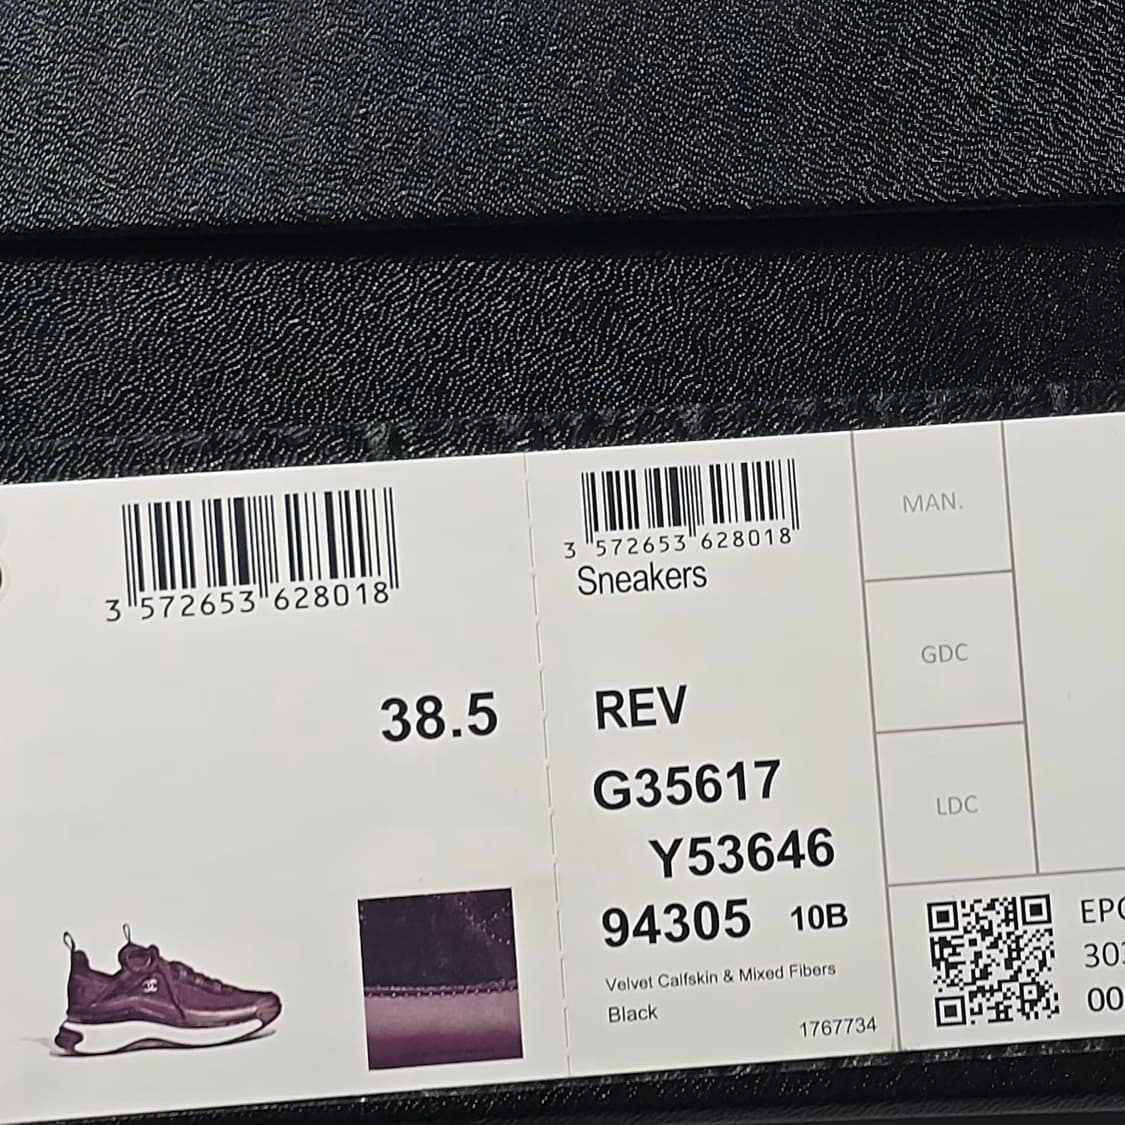 3 572653 628018
38.5
3 572653 628018
Sneakers
REV
G35617
Y53646
94305 10B
Velvet Calfskin & Mixed Fibers
Black
1767734
MAN.
GDC
LDC
00